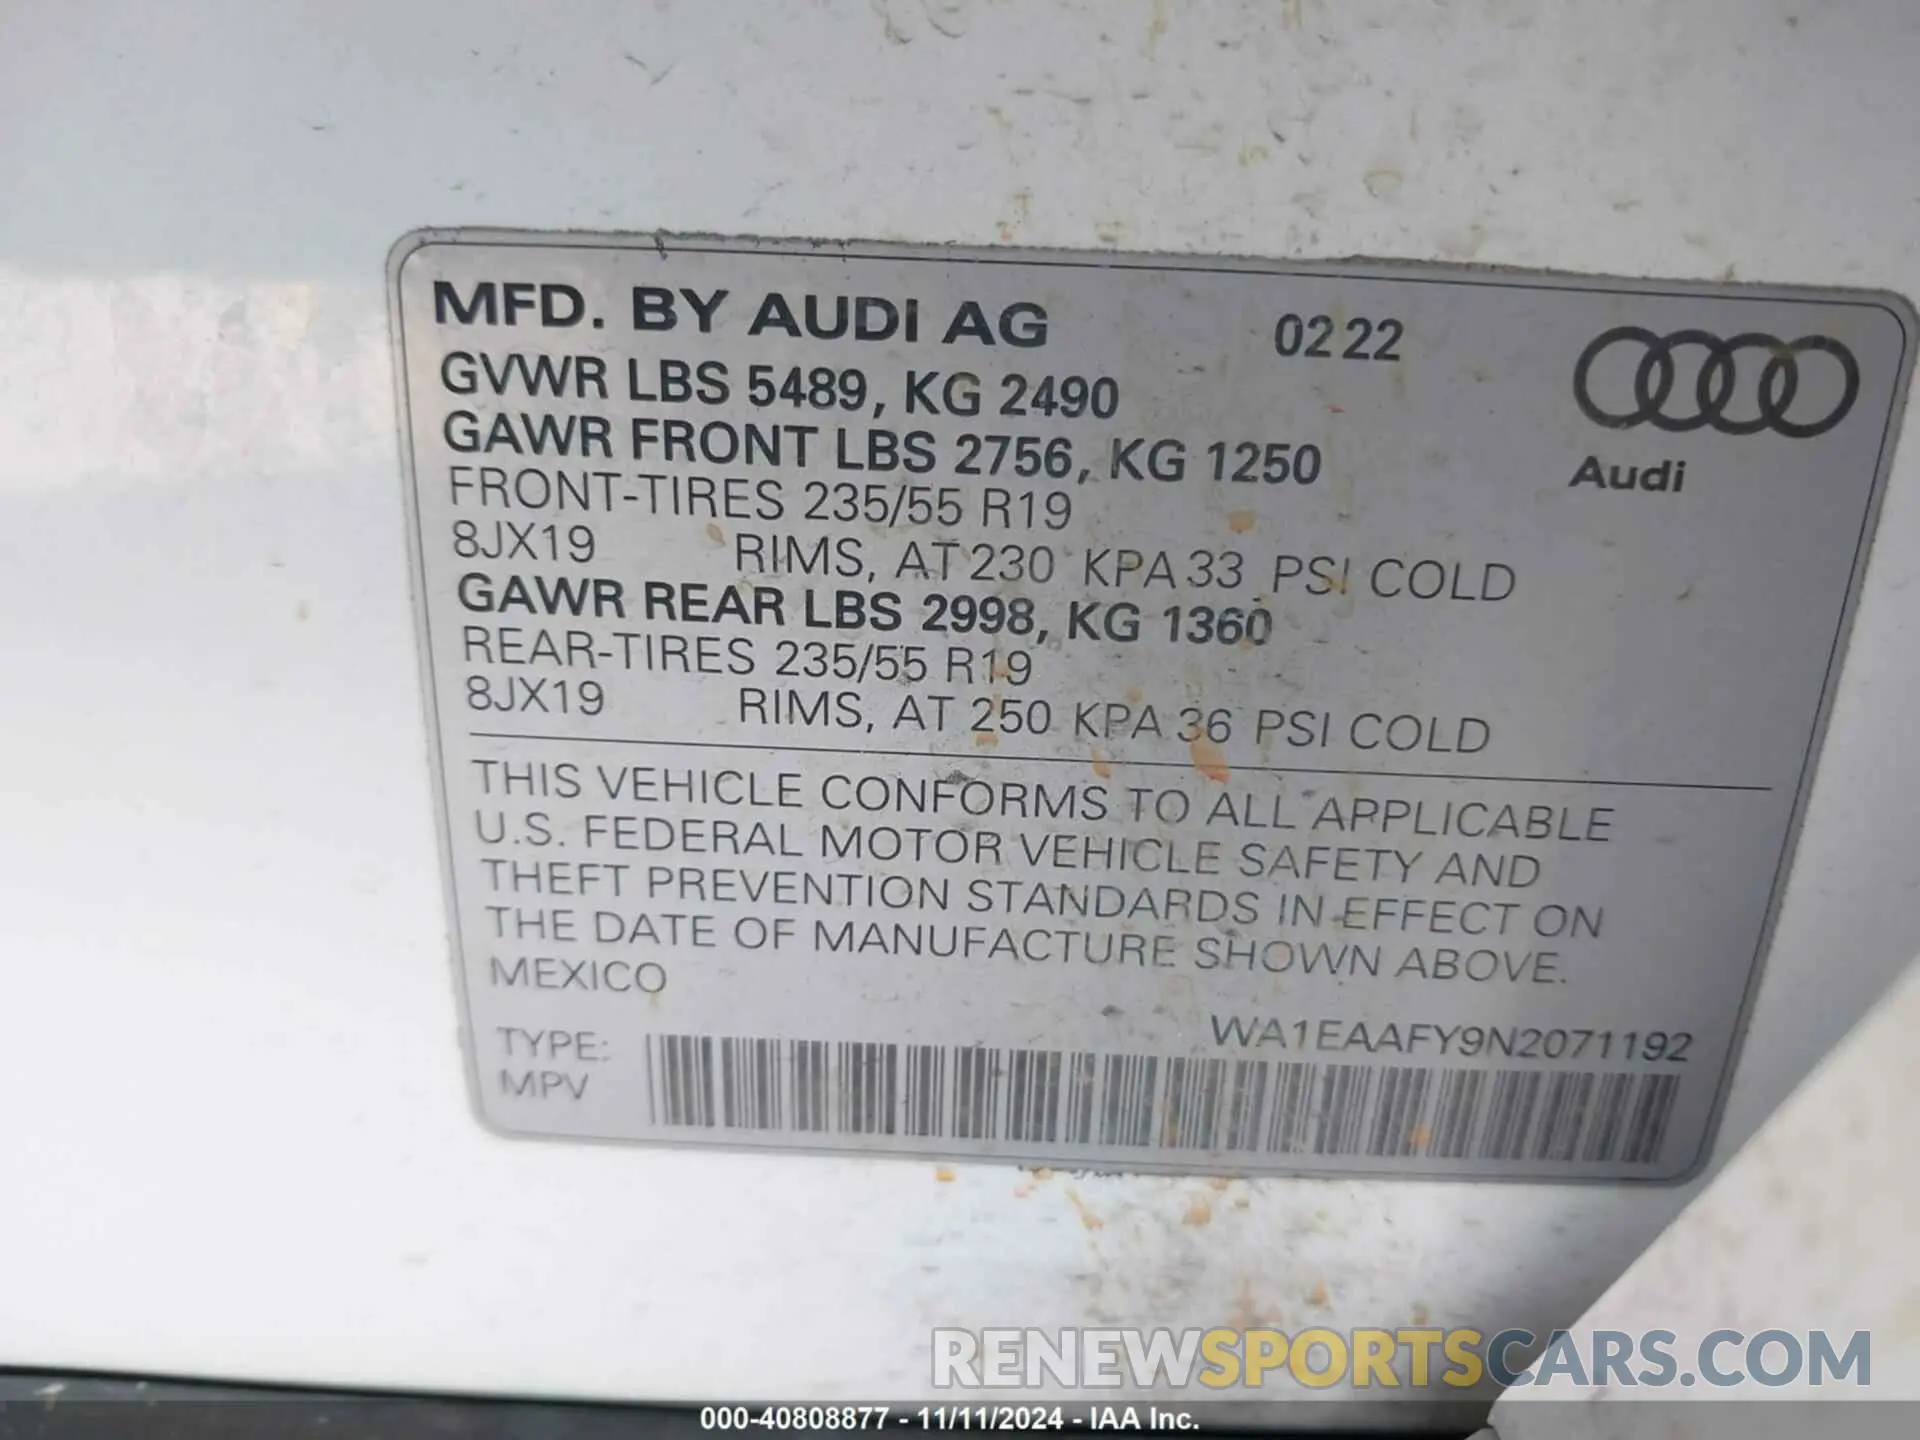 MFD. BY AUDI AG 02 22
GVWR LBS 5489, KG 2490
GAWR FRONT LBS 2756, KG 1250
Audi
FRONT-TIRES 235/55 R19
8JX19 RIMS, AT 230 KPA 33 PSI COLD
GAWR REAR LBS 2998, KG 1360
REAR-TIRES 235/55 R19
8JX19 RIMS, AT 250 KPA 36 PSI COLD
THIS VEHICLE CONFORMS TO ALL APPLICABLE
U.S. FEDERAL MOTOR VEHICLE SAFETY AND
THEFT PREVENTION STANDARDS IN EFFECT ON
THE DATE OF MANUFACTURE SHOWN ABOVE.
MEXICO
WA1EAAFY9N2071192
TYPE:
MPV
RENEWSPORTSCARS.COM
000-40808877 - 11/11/2024 - IAA Inc.